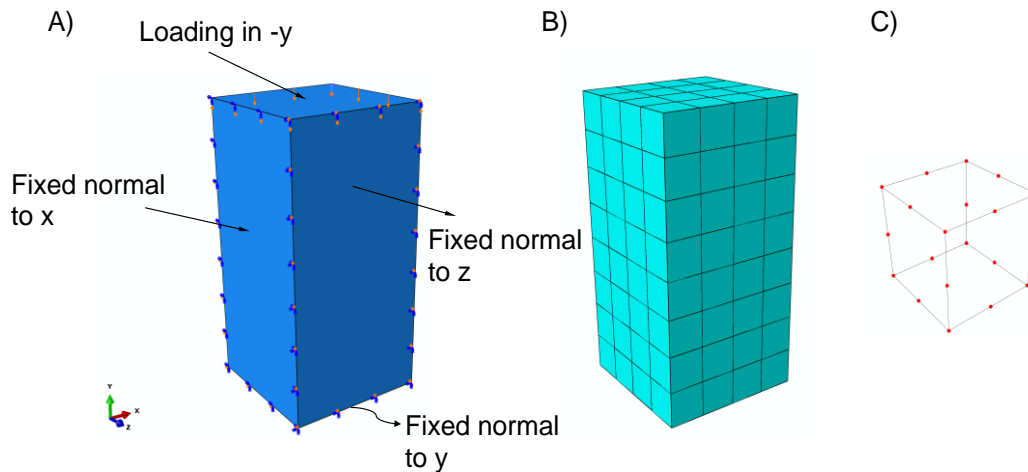 A)
Loading in -y
B)
C)
Fixed normal
to x
Fixed normal
to z
Fixed normal
to y
Y
X
Z